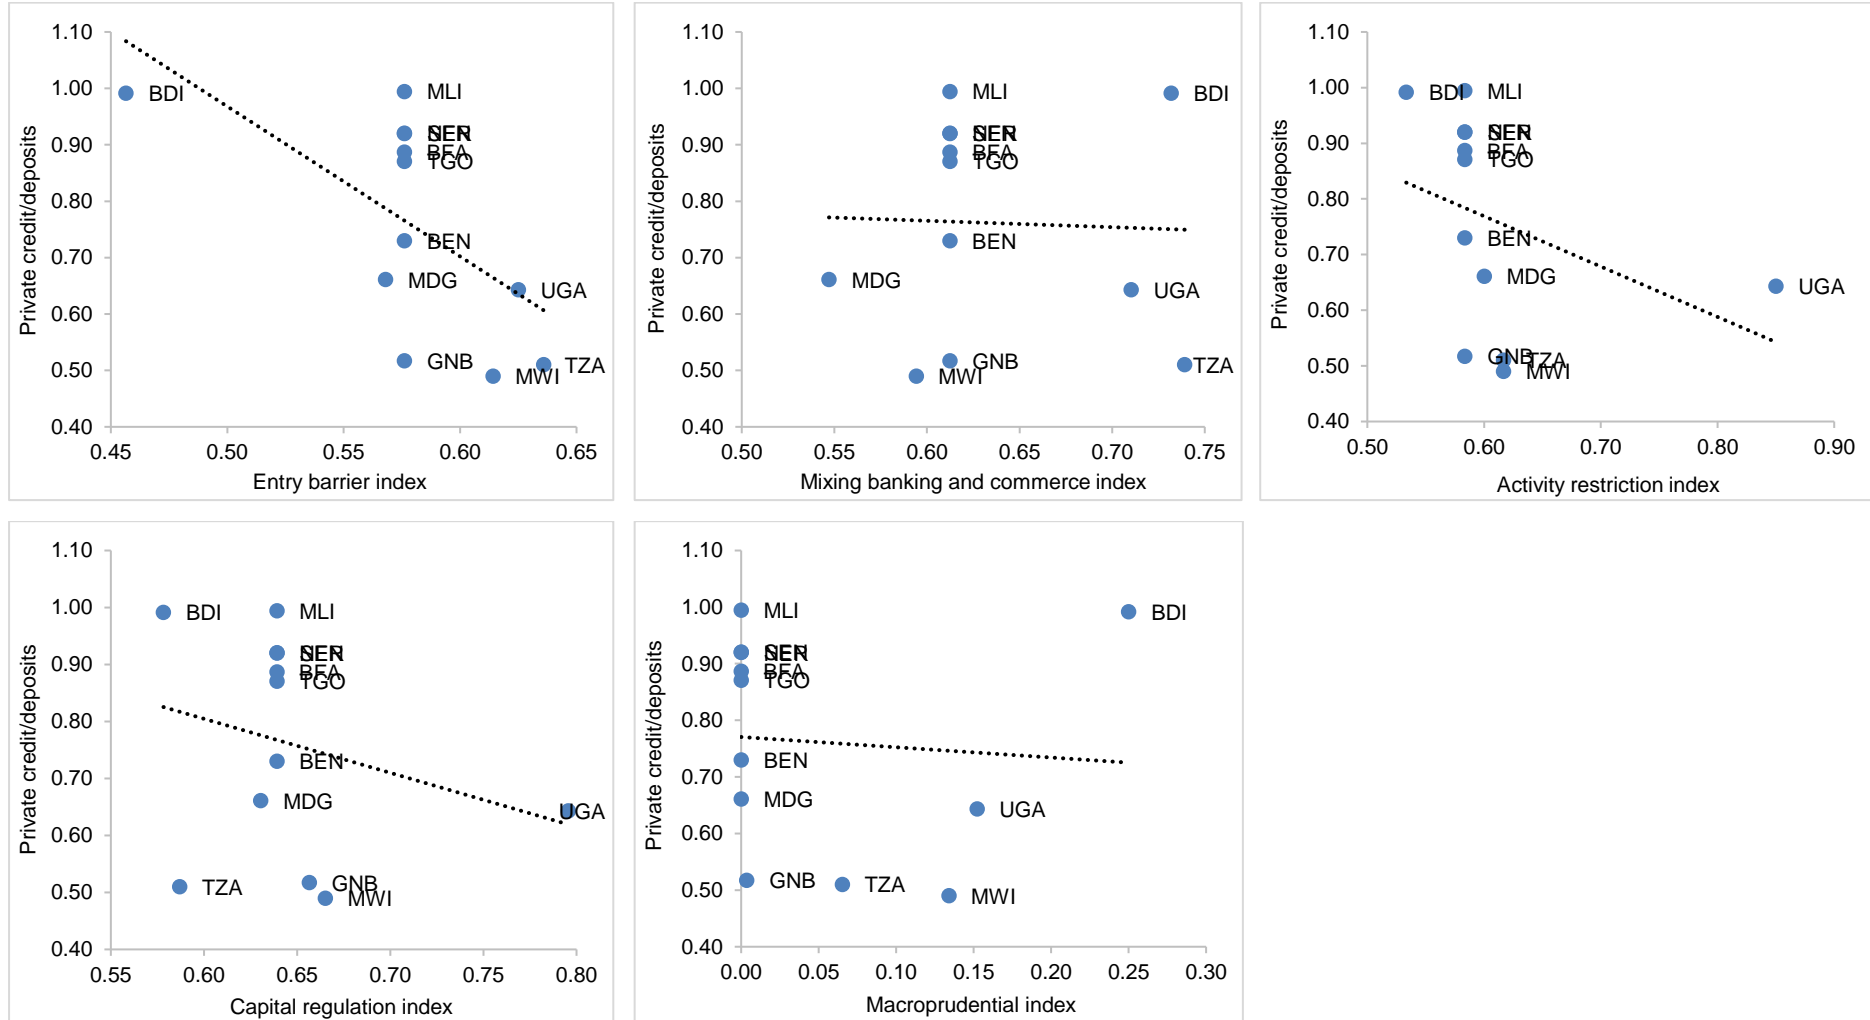 1.10
1.00
0.90
0.80
0.70
0.60
0.50
0.40
Private credit/deposits
BDI
MLI
BFA
TGO
BEN
MDG
UGA
GNB
MWI
TZA
0.45 0.50 0.55 0.60 0.65
Entry barrier index
1.10
1.00
0.90
0.80
0.70
0.60
0.50
0.40
Private credit/deposits
MLI
BDI
BFA
TGO
BEN
MDG
UGA
GNB
TZA
MWI
0.50 0.55 0.60 0.65 0.70 0.75
Mixing banking and commerce index
1.10
1.00
0.90
0.80
0.70
0.60
0.50
0.40
Private credit/deposits
BDI
MLI
BFA
TGO
BEN
MDG
UGA
GNB
TZA
MWI
0.50 0.60 0.70 0.80 0.90
Activity restriction index
1.10
1.00
0.90
0.80
0.70
0.60
0.50
0.40
Private credit/deposits
BDI
MLI
BFA
TGO
BEN
MDG
UGA
TZA
GNB
MWI
0.55 0.60 0.65 0.70 0.75 0.80
Capital regulation index
1.10
1.00
0.90
0.80
0.70
0.60
0.50
0.40
Private credit/deposits
MLI
BDI
BFA
TGO
BEN
MDG
UGA
GNB
TZA
MWI
0.00 0.05 0.10 0.15 0.20 0.25 0.30
Macroprudential index